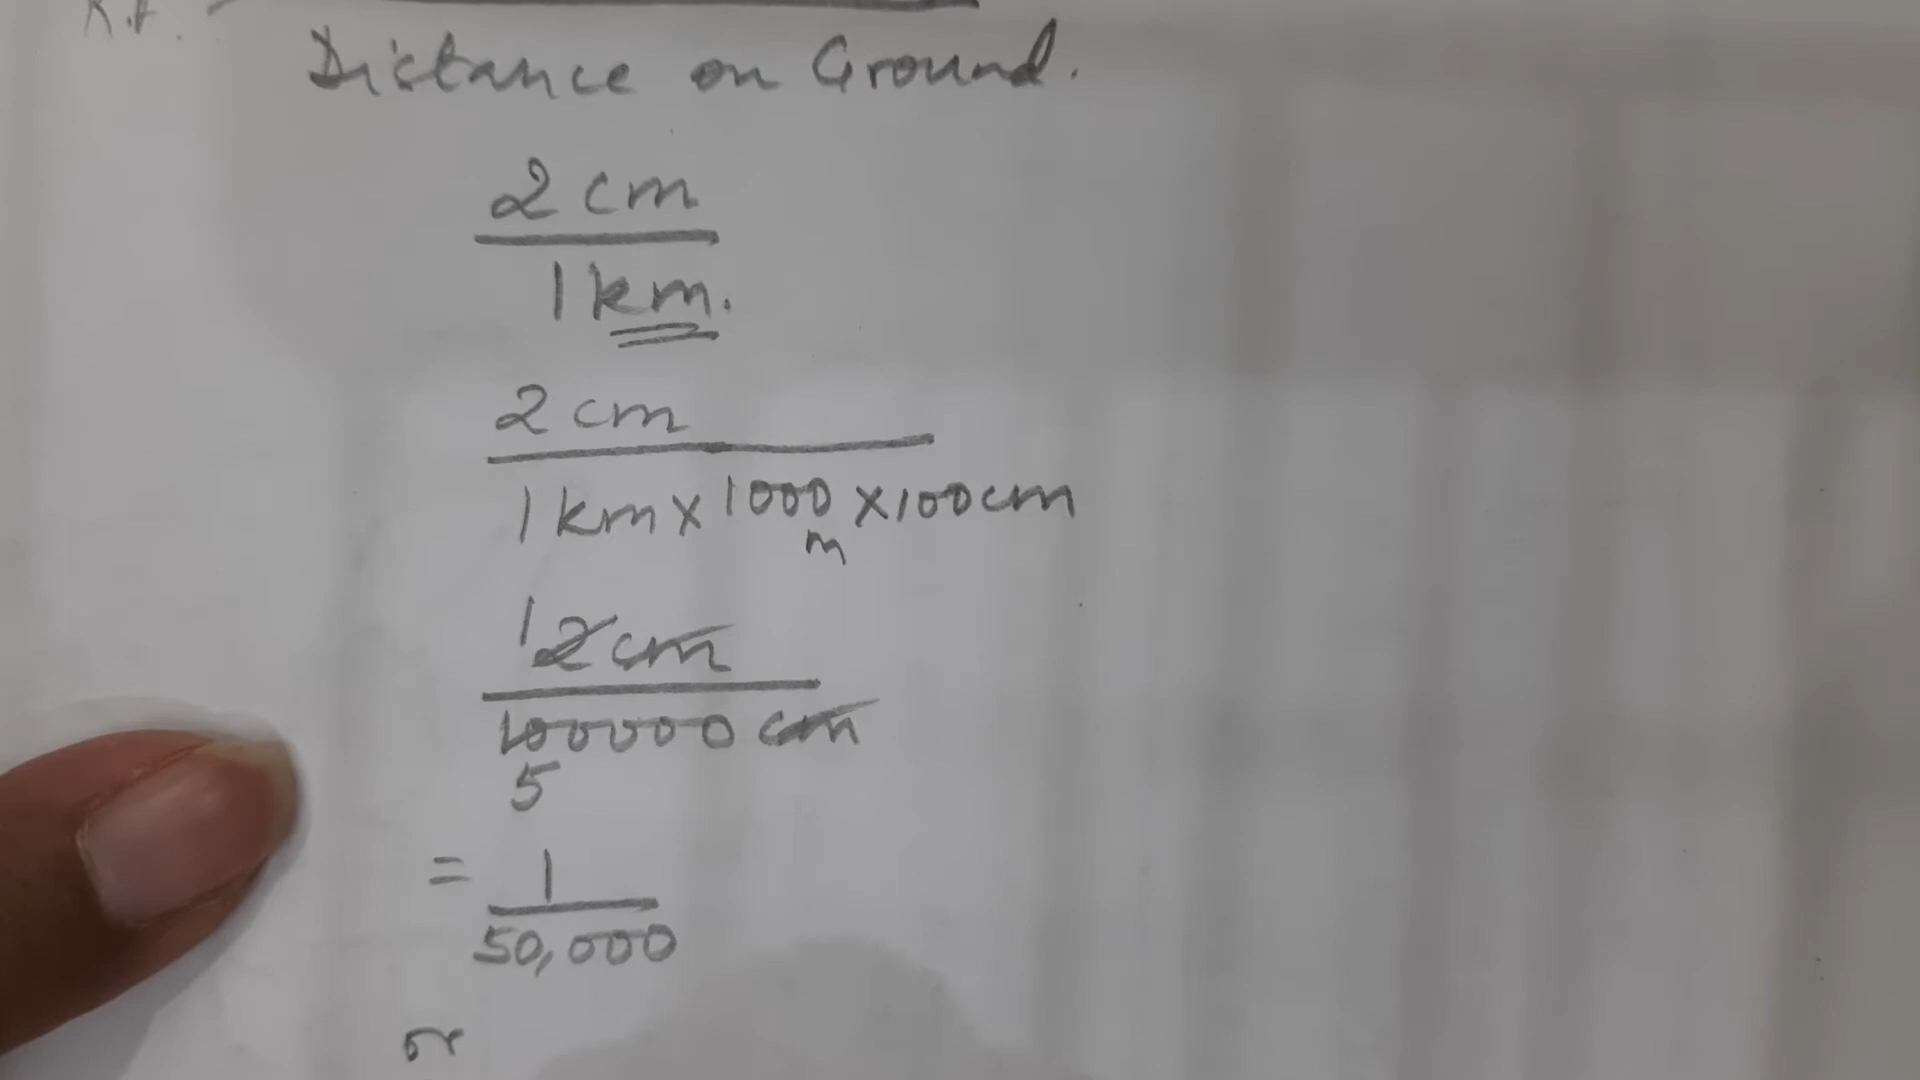 R.F.
Distance on Ground.
2 cm
1 km.
2 cm
1 km x 1000 m x 100 cm
1 2 cm
100000 cm
5
= 1
50,000
or